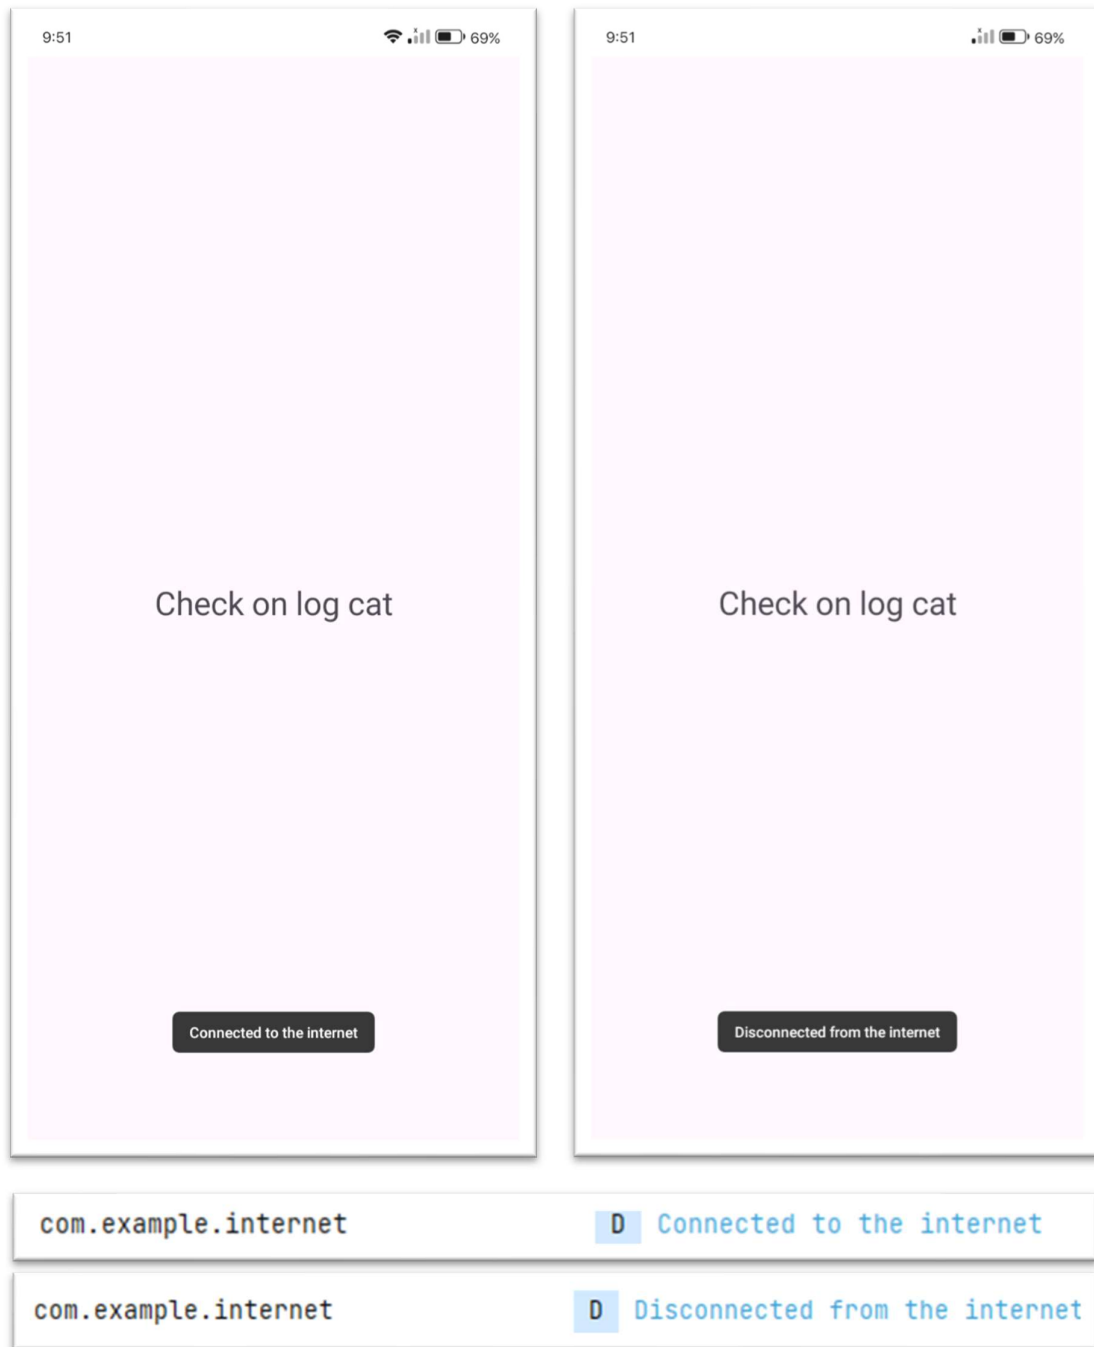 9:51
69%
Check on log cat
Connected to the internet
9:51
69%
Check on log cat
Disconnected from the internet
com.example.internet D Connected to the internet
com.example.internet D Disconnected from the internet